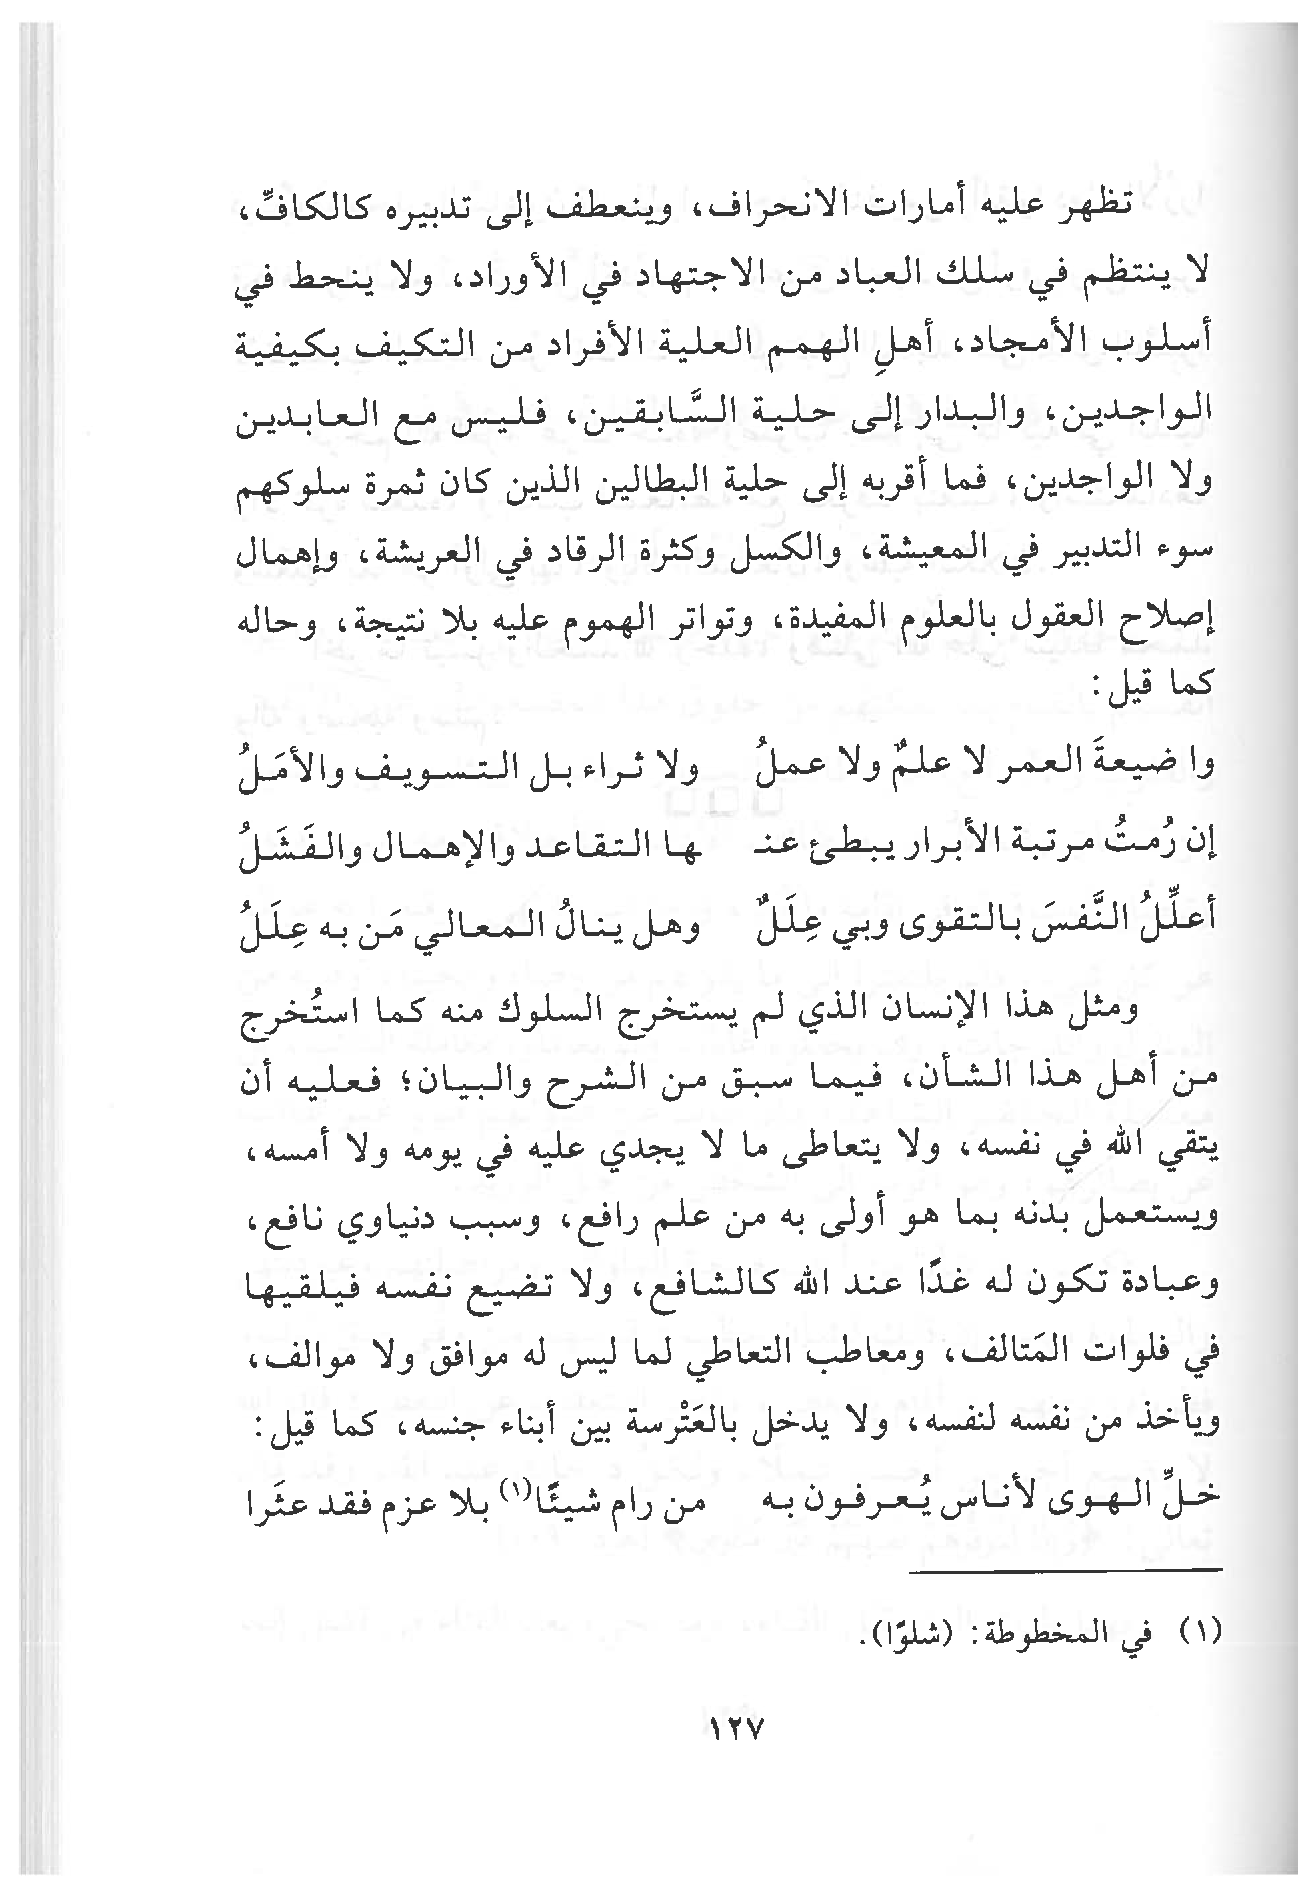 تظهر عليه أمارات الانحراف، وينعطف إلى تدبيره كالكافِّ،
لا ينتظم في سلك العباد من الاجتهاد في الأوراد، ولا ينحط في
أسلوب الأمجاد، أهلِ الهمم العلية الأفراد من التكيف بكيفية
الواجدين، والبدار إلى حلية السَّابقين، فليس مع العابدين
ولا الواجدين، فما أقربه إلى حلية البطالين الذين كان ثمرة سلوكهم
سوء التدبير في المعيشة، والكسل وكثرة الرقاد في العريشة، وإهمال
إصلاح العقول بالعلوم المفيدة، وتواتر الهموم عليه بلا نتيجة، وحاله
كما قيل:
وا ضيعةَ العمر لا علمٌ ولا عملُ ولا ثراء بل التسويف والأمَلُ
إن رُمتُ مرتبة الأبرار يبطئ عنـ ـها التقاعد والإهمال والفَشَلُ
أعلِّلُ النَّفسَ بالتقوى وبي عِلَلٌ وهل ينالُ المعالي مَن به عِلَلُ
ومثل هذا الإنسان الذي لم يستخرج السلوك منه كما استُخرج
من أهل هذا الشأن، فيما سبق من الشرح والبيان؛ فعليه أن
يتقي الله في نفسه، ولا يتعاطى ما لا يجدي عليه في يومه ولا أمسه،
ويستعمل بدنه بما هو أولى به من علم رافع، وسبب دنياوي نافع،
وعبادة تكون له غدًا عند الله كالشافع، ولا تضيع نفسه فيلقيها
في فلوات المَتالف، ومعاطب التعاطي لما ليس له موافق ولا موالف،
ويأخذ من نفسه لنفسه، ولا يدخل بالعَتْرسة بين أبناء جنسه، كما قيل:
خلِّ الهوى لأناس يُعرفون به من رام شيئًا(١) بلا عزم فقد عثَرا
(١) في المخطوطة: (شلوًا).
١٢٧